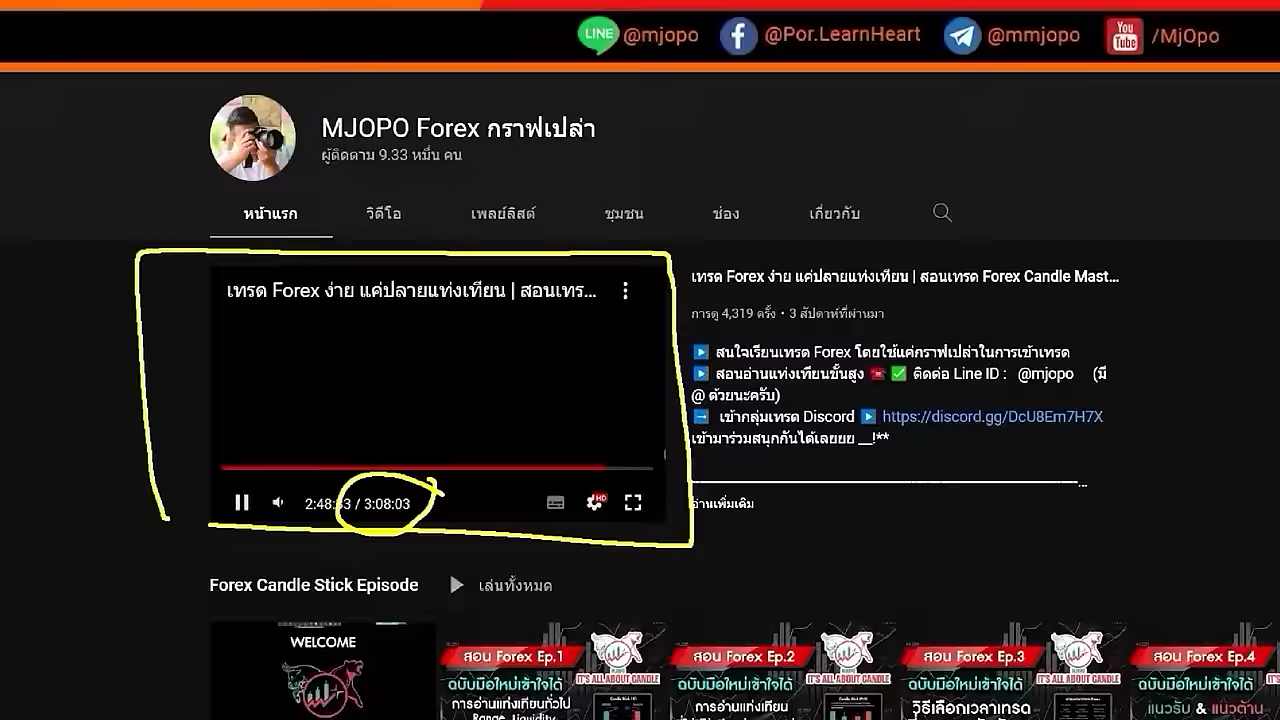 LINE @mjopo @Por.LearnHeart @mmjopo You Tube /MjOpo
MJOPO Forex กราฟเปล่า
ผู้ติดตาม 9.33 หมื่น คน
หน้าแรก วิดีโอ เพลย์ลิสต์ ชุมชน ช่อง เกี่ยวกับ
เทรด Forex ง่าย แค่ปลายแท่งเทียน | สอนเทร...
2:48: / 3:08:03
HD
เทรด Forex ง่าย แค่ปลายแท่งเทียน | สอนเทรด Forex Candle Mast...
การดู 4,319 ครั้ง • 3 สัปดาห์ที่ผ่านมา
สนใจเรียนเทรด Forex โดยใช้แค่กราฟเปล่าในการเข้าเทรด
สอนอ่านแท่งเทียนขั้นสูง ติดต่อ Line ID : @mjopo (มี
@ ด้วยนะครับ)
เข้ากลุ่มเทรด Discord https://discord.gg/DcU8Em7H7X
เข้ามาร่วมสนุกกันได้เลยยย __!**
...
อ่านเพิ่มเติม
Forex Candle Stick Episode เล่นทั้งหมด
WELCOME
สอน Forex Ep.1
IT'S ALL ABOUT CANDLE
ฉบับมือใหม่เข้าใจได้
การอ่านแท่งเทียนทั่วไป
Range, Liquidity
สอน Forex Ep.2
IT'S ALL ABOUT CANDLE
ฉบับมือใหม่เข้าใจได้
การอ่านแท่งเทียน
สอน Forex Ep.3
IT'S ALL ABOUT CANDLE
ฉบับมือใหม่เข้าใจได้
วิธีเลือกเวลาเทรด
สอน Forex Ep.4
ฉบับมือใหม่เข้าใจได้
แนวรับ & แนวต้าน